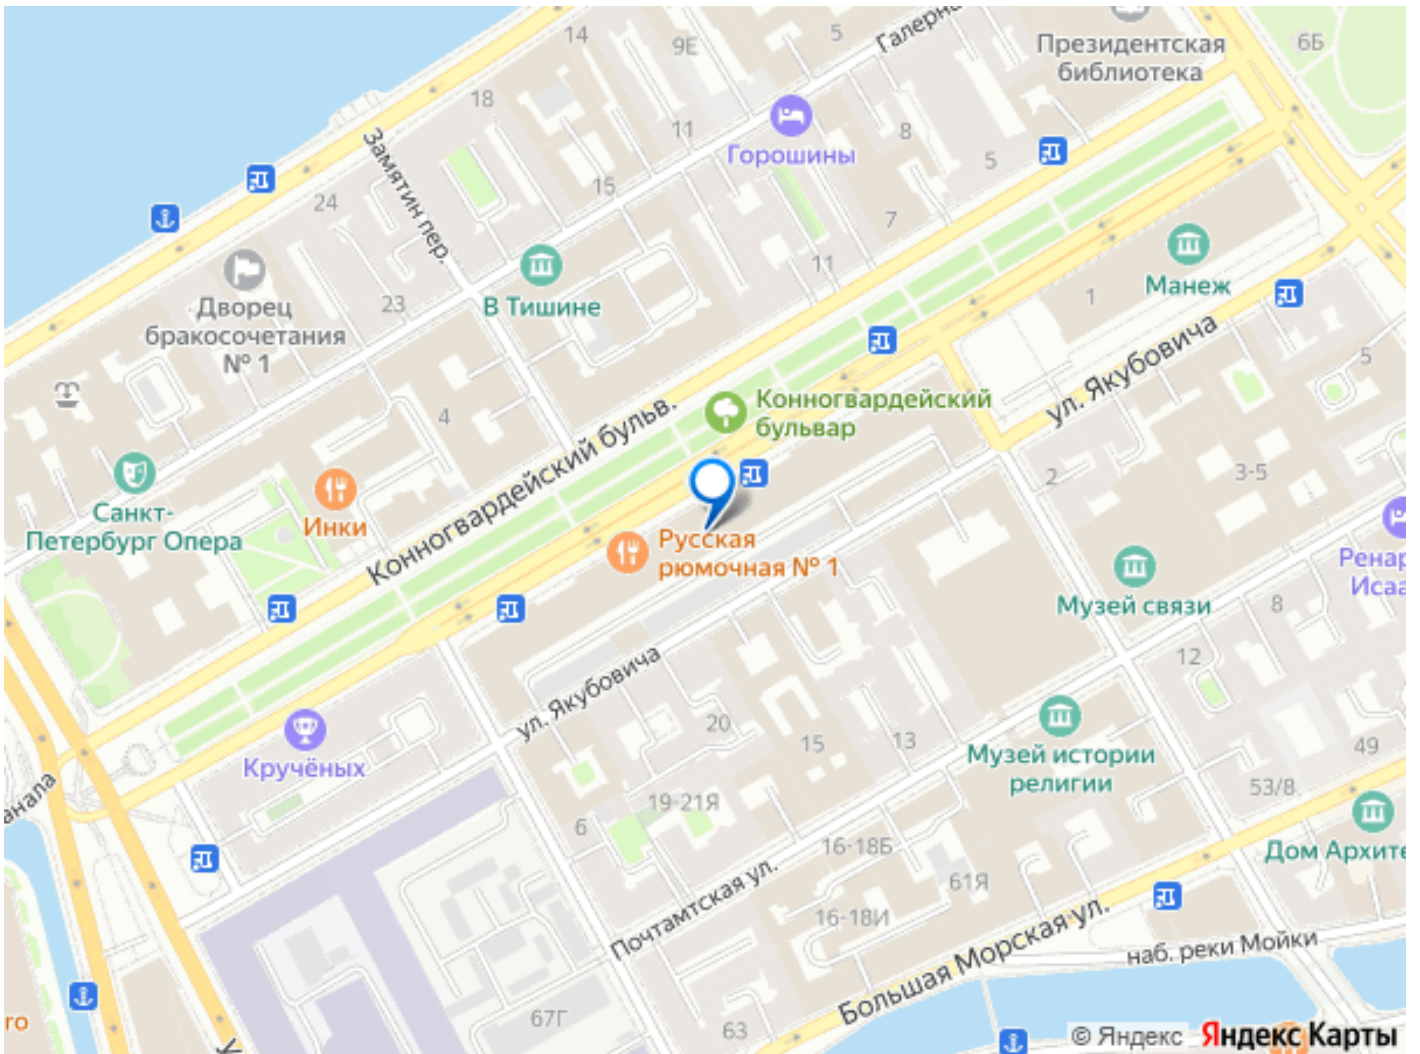 14
9Е
5
Галерн
Президентская
библиотека
6Б
18
11
Горошины
8
5
Замятин пер.
24
15
7
11
Дворец
бракосочетания
№ 1
23
В Тишине
Манеж
1
ул. Якубовича
5
4
Конногвардейский
бульвар
Конногвардейский бульв.
2
3-5
Санкт-
Петербург Опера
Инки
Русская
рюмочная № 1
Музей связи
8
12
ул. Якубовича
20
15
13
Кручёных
Музей истории
религии
49
53/8
анала
19-21Я
6
16-18Б
61Я
Почтамтская ул.
16-18И
Большая Морская ул.
наб. реки Мойки
67Г
63
© Яндекс Яндекс Карты